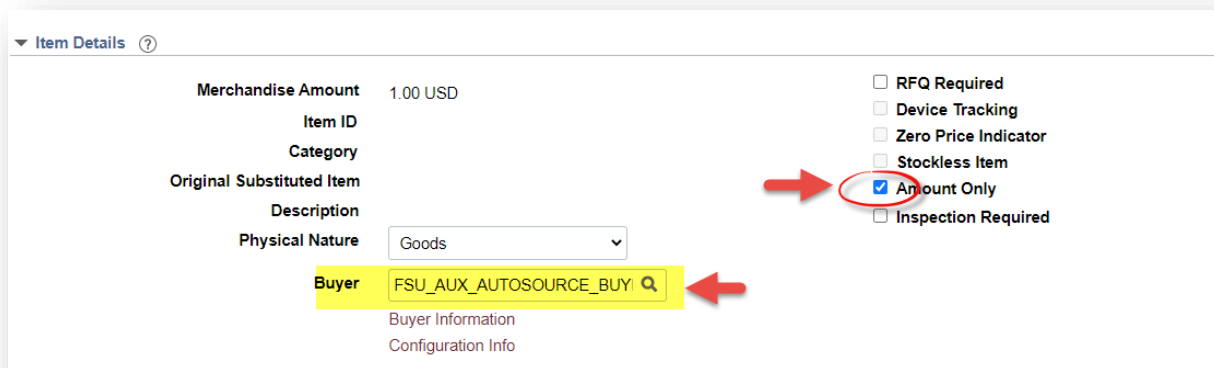 Item Details ?
Merchandise Amount 1.00 USD
Item ID
Category
Original Substituted Item
Description
Physical Nature Goods
Buyer FSU_AUX_AUTOSOURCE_BUY
Buyer Information
Configuration Info
RFQ Required
Device Tracking
Zero Price Indicator
Stockless Item
Amount Only
Inspection Required